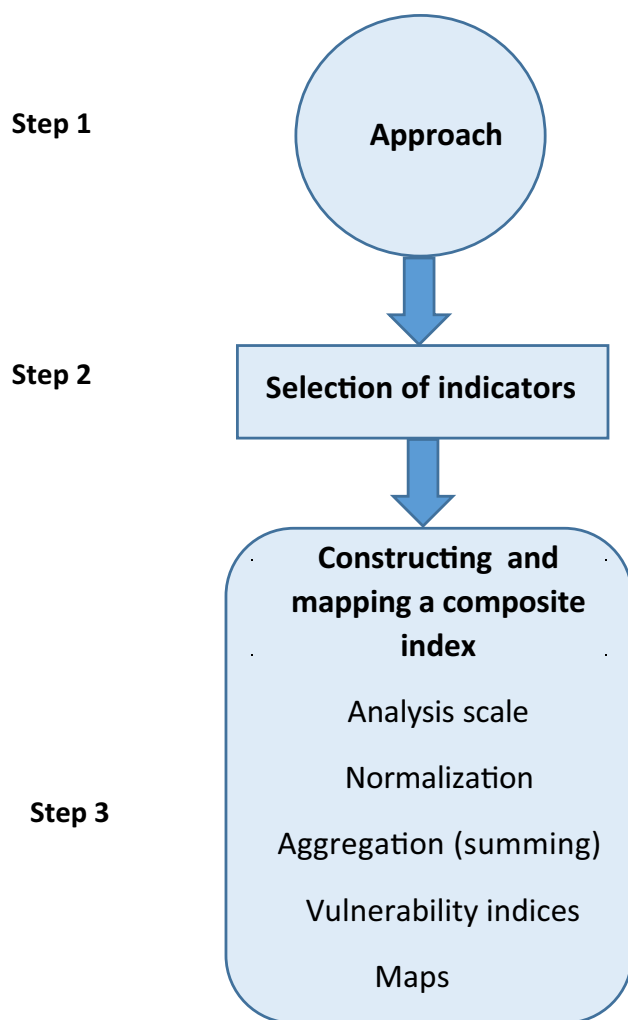 Step 1
Approach
Step 2
Selection of indicators
Constructing and
mapping a composite
index
Analysis scale
Normalization
Step 3
Aggregation (summing)
Vulnerability indices
Maps